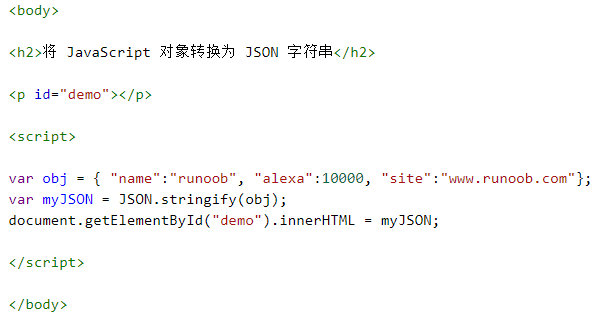 <body>
<h2>将 JavaScript 对象转换为 JSON 字符串</h2>
<p id="demo"></p>
<script>
var obj = { "name":"runoob", "alexa":10000, "site":"www.runoob.com"};
var myJSON = JSON.stringify(obj);
document.getElementById("demo").innerHTML = myJSON;
</script>
</body>